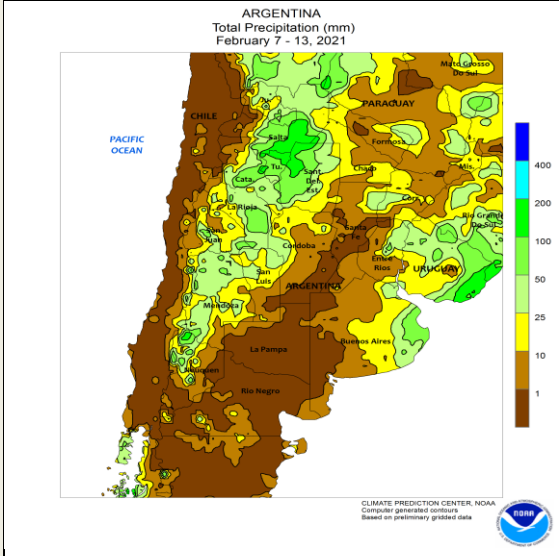 ARGENTINA
Total Precipitation (mm)
February 7 - 13, 2021
Mato Grosso
Do Sul
PARAGUAY
CHILE
PACIFIC
OCEAN
Salta
Formosa
Tu.
Chaco
Mis.
Cata.
Sant.
Del
Est.
La Rioja
Corr.
Rio Grande
Do Sul
San
Juan
Santa
Fe
Cordoba
Entre
Rios
URUGUAY
San
Luis
ARGENTINA
Mendoza
Buenos Aires
La Pampa
Neuquen
Rio Negro
400
200
100
50
25
10
1
CLIMATE PREDICTION CENTER, NOAA
Computer generated contours
Based on preliminary gridded data
NOAA